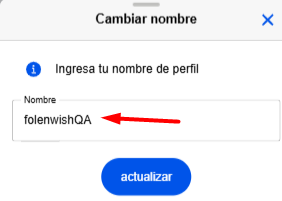 Cambiar nombre
Ingresa tu nombre de perfil
Nombre
folenwishQA
actualizar